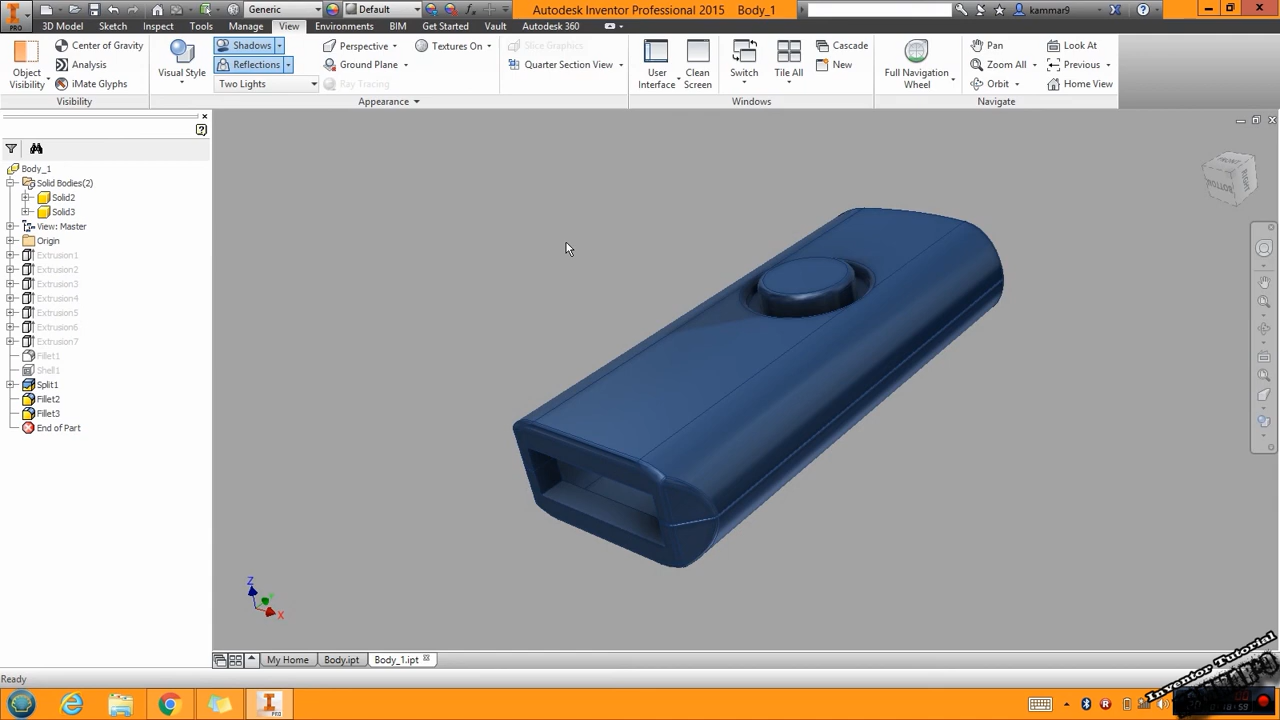 Generic
Default
Autodesk Inventor Professional 2015 Body_1
kammar9
PRO
3D Model Sketch Inspect Tools Manage View Environments BIM Get Started Vault Autodesk 360
Object
Visibility
Center of Gravity
Analysis
iMate Glyphs
Visibility
Visual Style
Shadows
Reflections
Two Lights
Perspective
Ground Plane
Ray Tracing
Textures On
Appearance
Slice Graphics
Quarter Section View
User
Interface
Clean
Screen
Switch
Tile All
Cascade
New
Windows
Full Navigation
Wheel
Pan
Zoom All
Orbit
Look At
Previous
Home View
Navigate
Body_1
Solid Bodies(2)
Solid2
Solid3
View: Master
Origin
Extrusion1
Extrusion2
Extrusion3
Extrusion4
Extrusion5
Extrusion6
Extrusion7
Fillet1
Shell1
Split1
Fillet2
Fillet3
End of Part
BOTTOM
RIGHT
Z
X
My Home Body.ipt Body_1.ipt
Ready
Inventor Tutorial
PRO